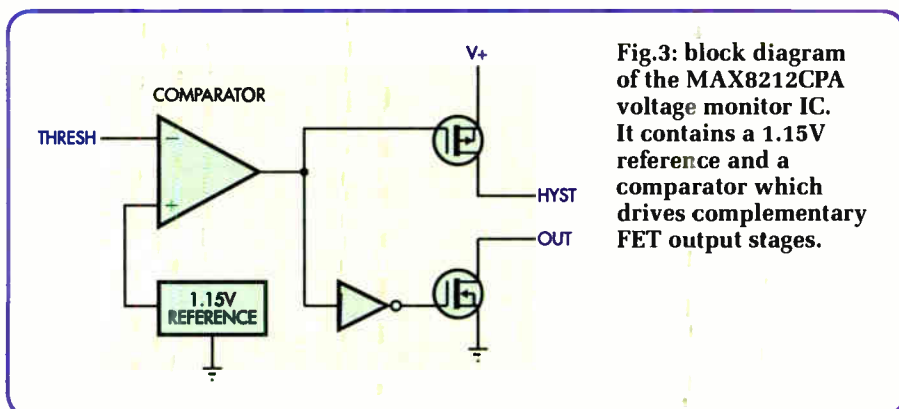 V+
COMPARATOR
THRESH
−
+
HYST
OUT
1.15V
REFERENCE
Fig.3: block diagram
of the MAX8212CPA
voltage monitor IC.
It contains a 1.15V
reference and a
comparator which
drives complementary
FET output stages.